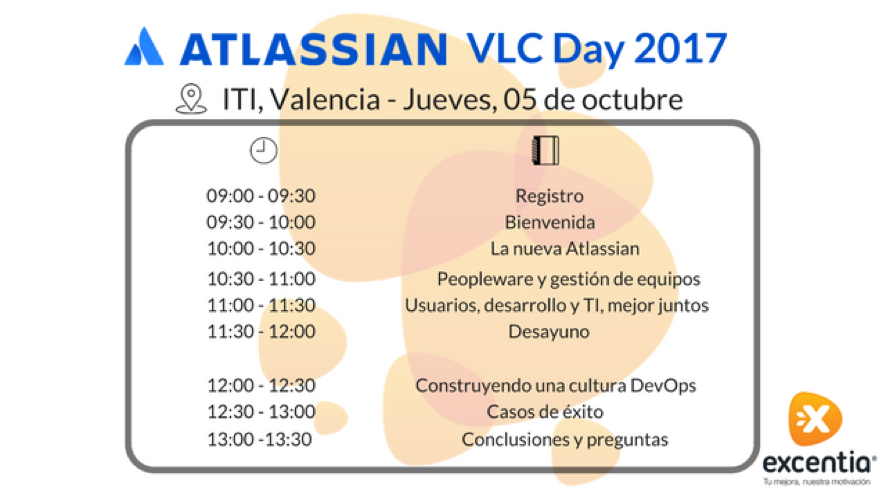 ATLASSIAN VLC Day 2017
ITI, Valencia - Jueves, 05 de octubre
09:00 - 09:30 Registro
09:30 - 10:00 Bienvenida
10:00 - 10:30 La nueva Atlassian
10:30 - 11:00 Peopleware y gestión de equipos
11:00 - 11:30 Usuarios, desarrollo y TI, mejor juntos
11:30 - 12:00 Desayuno
12:00 - 12:30 Construyendo una cultura DevOps
12:30 - 13:00 Casos de éxito
13:00 -13:30 Conclusiones y preguntas
excentia®
Tu mejora, nuestra motivación